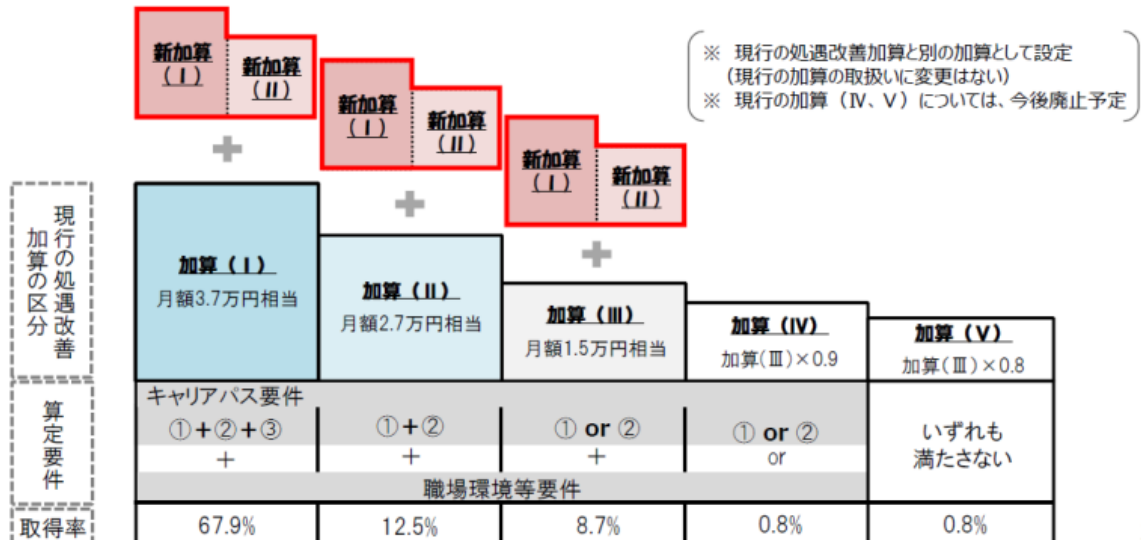 新加算
(Ⅰ)
新加算
(Ⅱ)
新加算
(Ⅰ)
新加算
(Ⅱ)
新加算
(Ⅰ)
新加算
(Ⅱ)
※ 現行の処遇改善加算と別の加算として設定
(現行の加算の取扱いに変更はない)
※ 現行の加算(Ⅳ、Ⅴ)については、今後廃止予定
+
+
+
現行の処遇改善
加算の区分
加算(Ⅰ)
月額3.7万円相当
加算(Ⅱ)
月額2.7万円相当
加算(Ⅲ)
月額1.5万円相当
加算(Ⅳ)
加算(Ⅲ)×0.9
加算(Ⅴ)
加算(Ⅲ)×0.8
算定要件
キャリアパス要件
①+②+③
+
①+②
+
① or ②
+
① or ②
or
いずれも
満たさない
職場環境等要件
取得率
67.9%
12.5%
8.7%
0.8%
0.8%